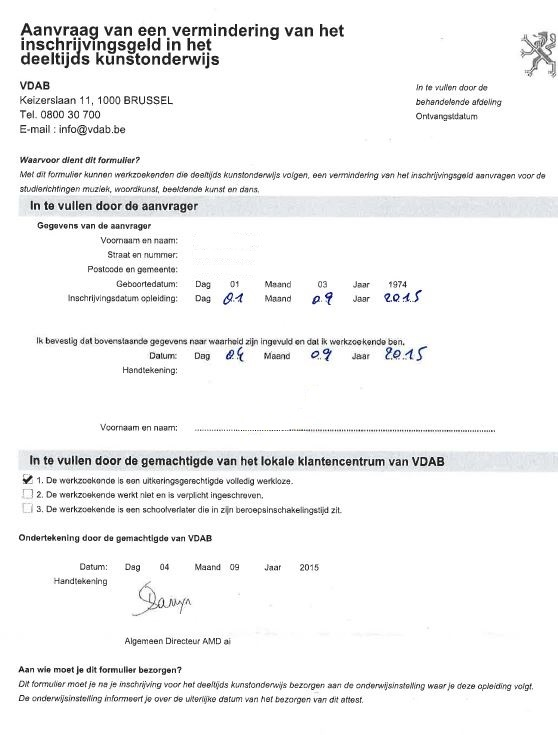 Aanvraag van een vermindering van het
inschrijvingsgeld in het
deeltijds kunstonderwijs
VDAB
Keizerslaan 11, 1000 BRUSSEL
Tel. 0800 30 700
E-mail : info@vdab.be
In te vullen door de
behandelende afdeling
Ontvangstdatum
Waarvoor dient dit formulier?
Met dit formulier kunnen werkzoekenden die deeltijds kunstonderwijs volgen, een vermindering van het inschrijvingsgeld aanvragen voor de
studierichtingen muziek, woordkunst, beeldende kunst en dans.
In te vullen door de aanvrager
Gegevens van de aanvrager
Voornaam en naam:
Straat en nummer:
Postcode en gemeente:
Geboortedatum: Dag 01 Maand 03 Jaar 1974
Inschrijvingsdatum opleiding: Dag 01 Maand 09 Jaar 2015
Ik bevestig dat bovenstaande gegevens naar waarheid zijn ingevuld en dat ik werkzoekende ben.
Datum: Dag 04 Maand 09 Jaar 2015
Handtekening:
Voornaam en naam:
In te vullen door de gemachtigde van het lokale klantencentrum van VDAB
1. De werkzoekende is een uitkeringsgerechtigde volledig werkloze.
2. De werkzoekende werkt niet en is verplicht ingeschreven.
3. De werkzoekende is een schoolverlater die in zijn beroepsinschakelingstijd zit.
Ondertekening door de gemachtigde van VDAB
Datum: Dag 04 Maand 09 Jaar 2015
Handtekening
Algemeen Directeur AMD ai
Aan wie moet je dit formulier bezorgen?
Dit formulier moet je na je inschrijving voor het deeltijds kunstonderwijs bezorgen aan de onderwijsinstelling waar je deze opleiding volgt.
De onderwijsinstelling informeert je over de uiterlijke datum van het bezorgen van dit attest.